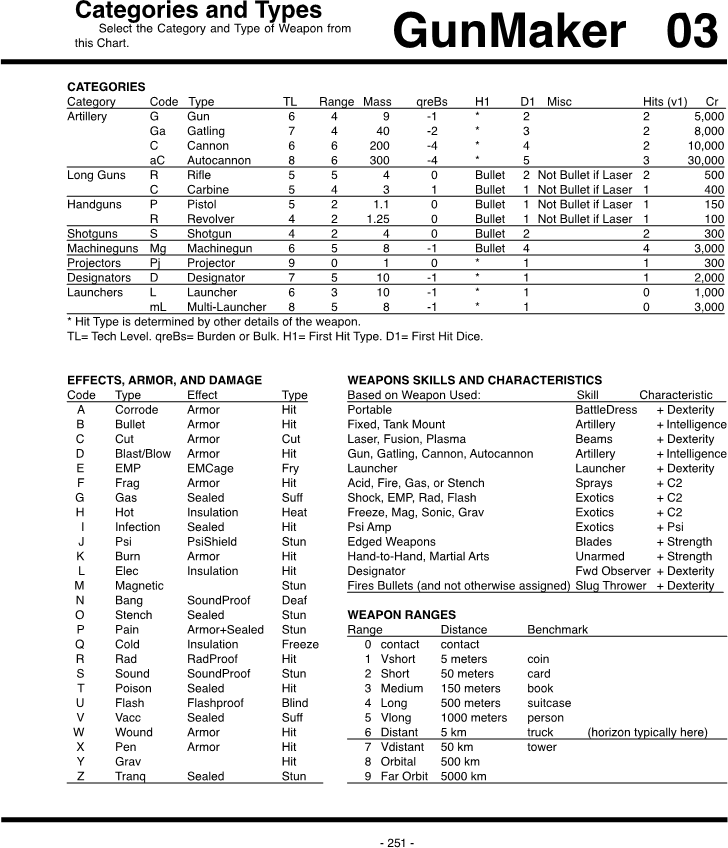 Categories and Types
Select the Category and Type of Weapon from
this Chart.
GunMaker 03
CATEGORIES
Category Code Type TL Range Mass qreBs H1 D1 Misc Hits (v1) Cr
Artillery G Gun 6 4 9 -1 * 2 2 5,000
Ga Gatling 7 4 40 -2 * 3 2 8,000
C Cannon 6 6 200 -4 * 4 2 10,000
aC Autocannon 8 6 300 -4 * 5 3 30,000
Long Guns R Rifle 5 5 4 0 Bullet 2 Not Bullet if Laser 2 500
C Carbine 5 4 3 1 Bullet 1 Not Bullet if Laser 1 400
Handguns P Pistol 5 2 1.1 0 Bullet 1 Not Bullet if Laser 1 150
R Revolver 4 2 1.25 0 Bullet 1 Not Bullet if Laser 1 100
Shotguns S Shotgun 4 2 4 0 Bullet 2 2 300
Machineguns Mg Machinegun 6 5 8 -1 Bullet 4 4 3,000
Projectors Pj Projector 9 0 1 0 * 1 1 300
Designators D Designator 7 5 10 -1 * 1 1 2,000
Launchers L Launcher 6 3 10 -1 * 1 0 1,000
mL Multi-Launcher 8 5 8 -1 * 1 0 3,000
* Hit Type is determined by other details of the weapon.
TL= Tech Level. qreBs= Burden or Bulk. H1= First Hit Type. D1= First Hit Dice.
EFFECTS, ARMOR, AND DAMAGE
Code Type Effect Type
A Corrode Armor Hit
B Bullet Armor Hit
C Cut Armor Cut
D Blast/Blow Armor Hit
E EMP EMCage Fry
F Frag Armor Hit
G Gas Sealed Suff
H Hot Insulation Heat
I Infection Sealed Hit
J Psi PsiShield Stun
K Burn Armor Hit
L Elec Insulation Hit
M Magnetic Stun
N Bang SoundProof Deaf
O Stench Sealed Stun
P Pain Armor+Sealed Stun
Q Cold Insulation Freeze
R Rad RadProof Hit
S Sound SoundProof Stun
T Poison Sealed Hit
U Flash Flashproof Blind
V Vacc Sealed Suff
W Wound Armor Hit
X Pen Armor Hit
Y Grav Hit
Z Tranq Sealed Stun
WEAPONS SKILLS AND CHARACTERISTICS
Based on Weapon Used: Skill Characteristic
Portable BattleDress + Dexterity
Fixed, Tank Mount Artillery + Intelligence
Laser, Fusion, Plasma Beams + Dexterity
Gun, Gatling, Cannon, Autocannon Artillery + Intelligence
Launcher Launcher + Dexterity
Acid, Fire, Gas, or Stench Sprays + C2
Shock, EMP, Rad, Flash Exotics + C2
Freeze, Mag, Sonic, Grav Exotics + C2
Psi Amp Exotics + Psi
Edged Weapons Blades + Strength
Hand-to-Hand, Martial Arts Unarmed + Strength
Designator Fwd Observer + Dexterity
Fires Bullets (and not otherwise assigned) Slug Thrower + Dexterity
WEAPON RANGES
Range Distance Benchmark
0 contact contact
1 Vshort 5 meters coin
2 Short 50 meters card
3 Medium 150 meters book
4 Long 500 meters suitcase
5 Vlong 1000 meters person
6 Distant 5 km truck (horizon typically here)
7 Vdistant 50 km tower
8 Orbital 500 km
9 Far Orbit 5000 km
- 251 -